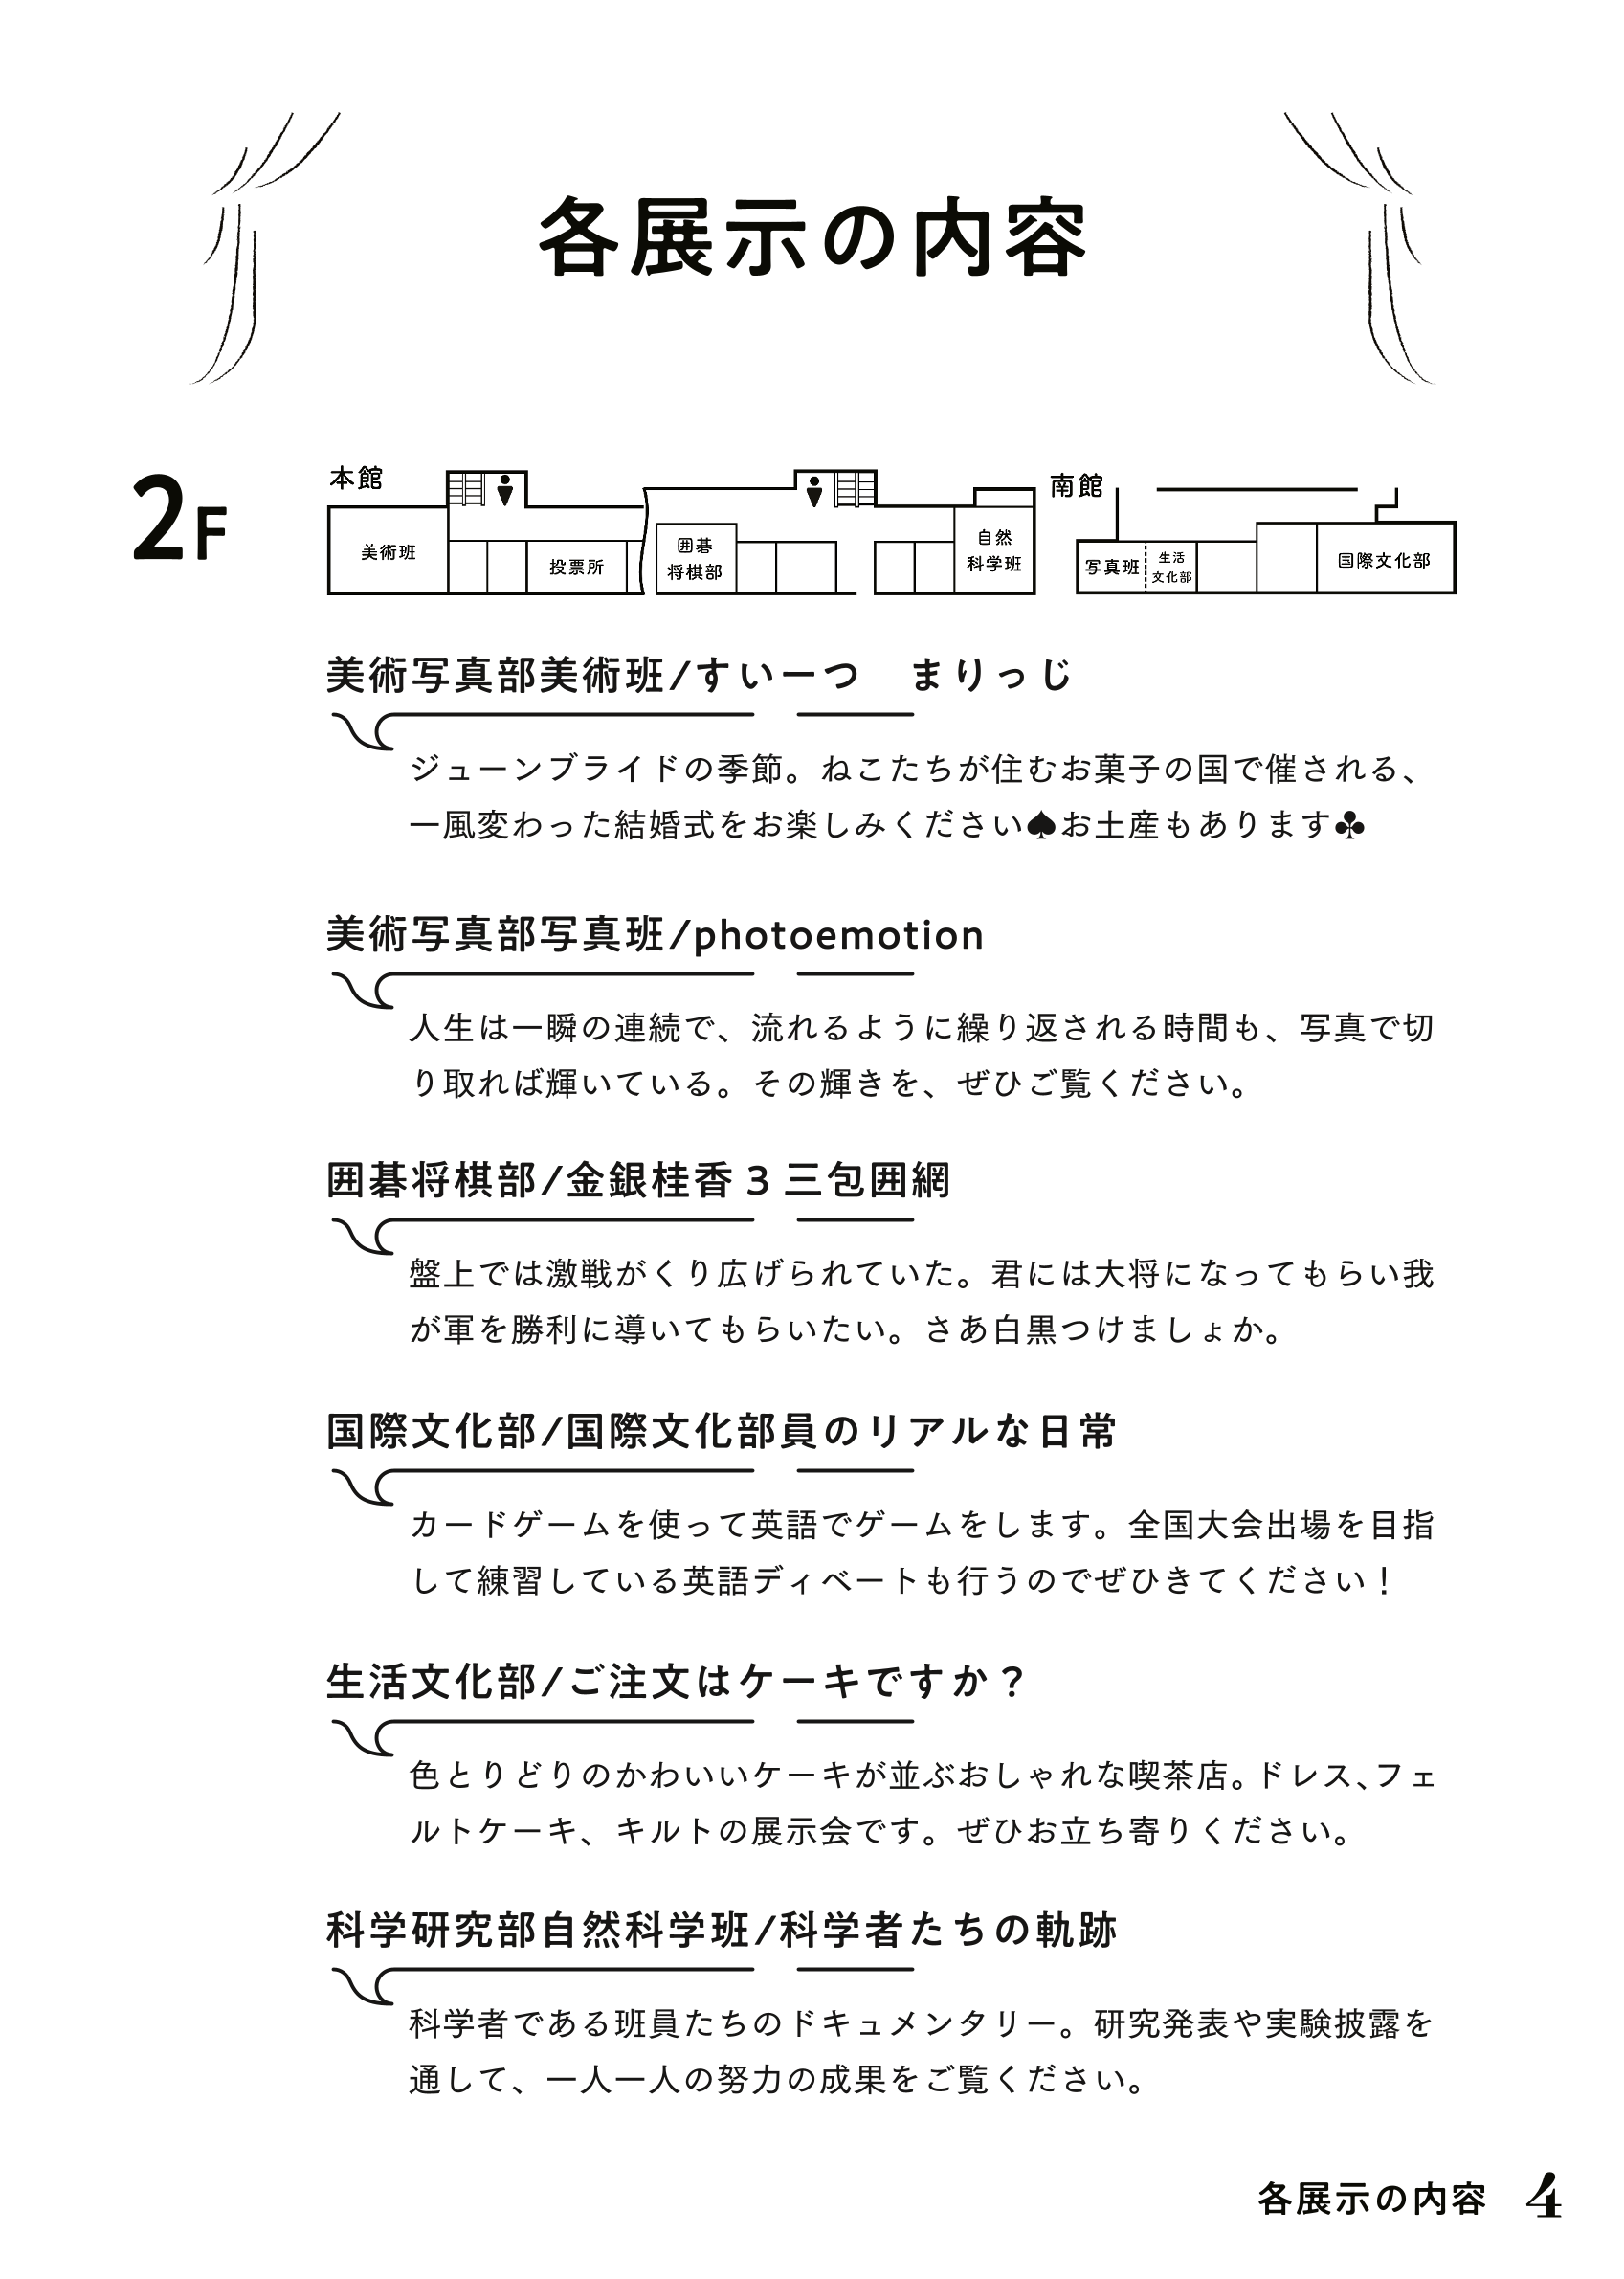 各展示の内容
2F
本館
美術班
投票所
囲碁
将棋部
自然
科学班
南館
写真班
生活
文化部
国際文化部
美術写真部美術班/すいーつ　まりっじ
ジューンブライドの季節。ねこたちが住むお菓子の国で催される、
一風変わった結婚式をお楽しみください♠お土産もあります♣
美術写真部写真班/photoemotion
人生は一瞬の連続で、流れるように繰り返される時間も、写真で切
り取れば輝いている。その輝きを、ぜひご覧ください。
囲碁将棋部/金銀桂香 3 三包囲網
盤上では激戦がくり広げられていた。君には大将になってもらい我
が軍を勝利に導いてもらいたい。さあ白黒つけましょか。
国際文化部/国際文化部員のリアルな日常
カードゲームを使って英語でゲームをします。全国大会出場を目指
して練習している英語ディベートも行うのでぜひきてください！
生活文化部/ご注文はケーキですか？
色とりどりのかわいいケーキが並ぶおしゃれな喫茶店。ドレス、フェ
ルトケーキ、キルトの展示会です。ぜひお立ち寄りください。
科学研究部自然科学班/科学者たちの軌跡
科学者である班員たちのドキュメンタリー。研究発表や実験披露を
通して、一人一人の努力の成果をご覧ください。
各展示の内容 4